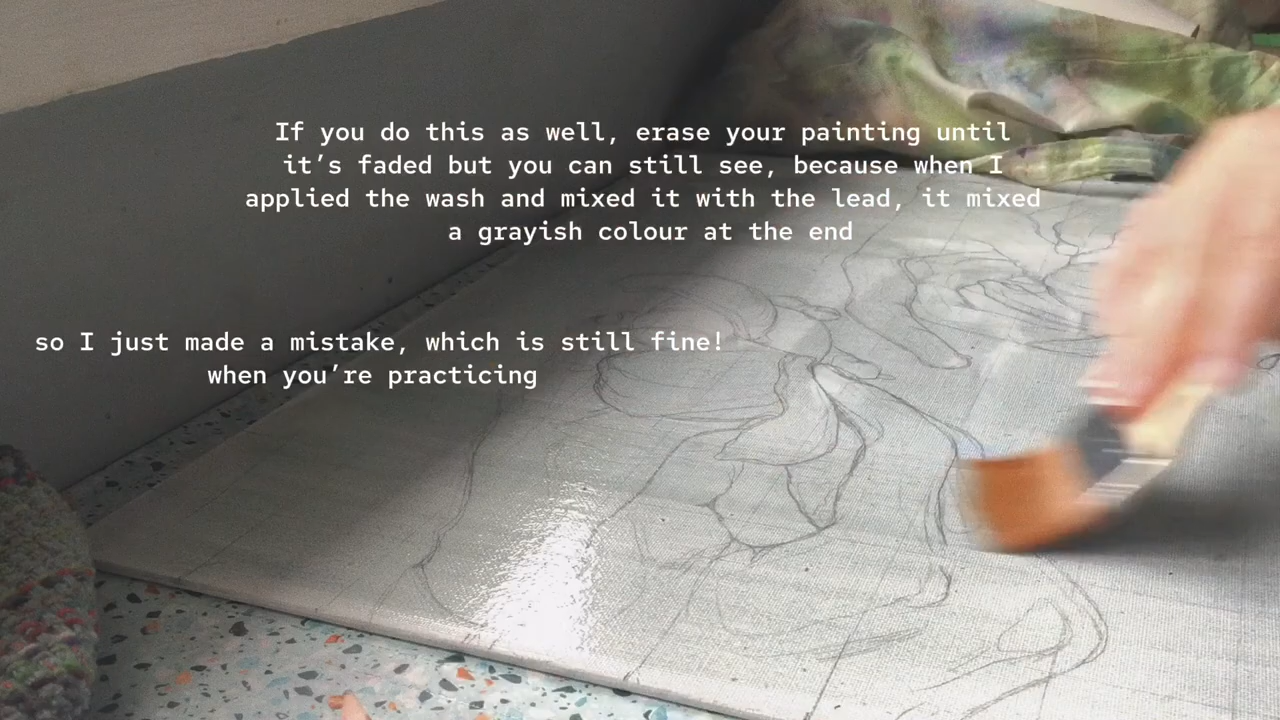 If you do this as well, erase your painting until
it’s faded but you can still see, because when I
applied the wash and mixed it with the lead, it mixed
a grayish colour at the end
so I just made a mistake, which is still fine!
when you’re practicing